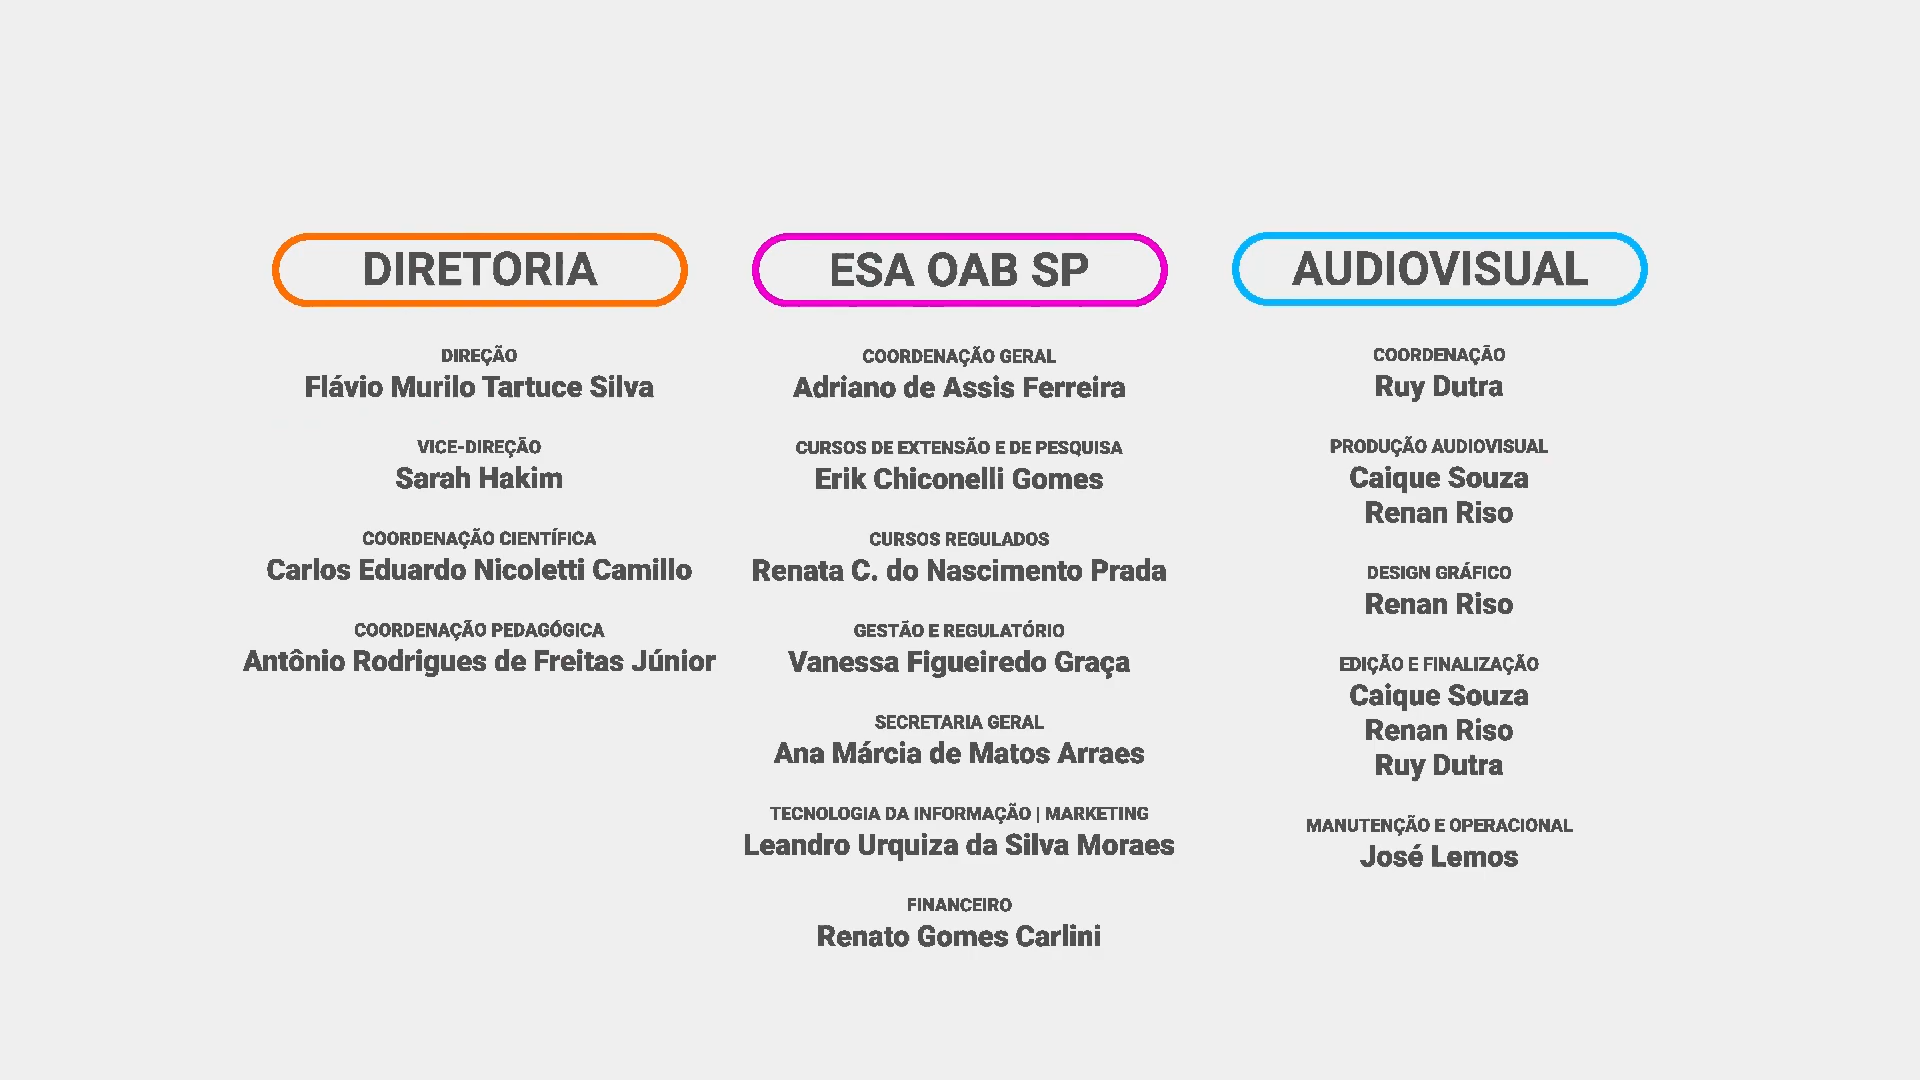 DIRETORIA
DIREÇÃO
Flávio Murilo Tartuce Silva
VICE-DIREÇÃO
Sarah Hakim
COORDENAÇÃO CIENTÍFICA
Carlos Eduardo Nicoletti Camillo
COORDENAÇÃO PEDAGÓGICA
Antônio Rodrigues de Freitas Júnior
ESA OAB SP
COORDENAÇÃO GERAL
Adriano de Assis Ferreira
CURSOS DE EXTENSÃO E DE PESQUISA
Erik Chiconelli Gomes
CURSOS REGULADOS
Renata C. do Nascimento Prada
GESTÃO E REGULATÓRIO
Vanessa Figueiredo Graça
SECRETARIA GERAL
Ana Márcia de Matos Arraes
TECNOLOGIA DA INFORMAÇÃO | MARKETING
Leandro Urquiza da Silva Moraes
FINANCEIRO
Renato Gomes Carlini
AUDIOVISUAL
COORDENAÇÃO
Ruy Dutra
PRODUÇÃO AUDIOVISUAL
Caique Souza
Renan Riso
DESIGN GRÁFICO
Renan Riso
EDIÇÃO E FINALIZAÇÃO
Caique Souza
Renan Riso
Ruy Dutra
MANUTENÇÃO E OPERACIONAL
José Lemos